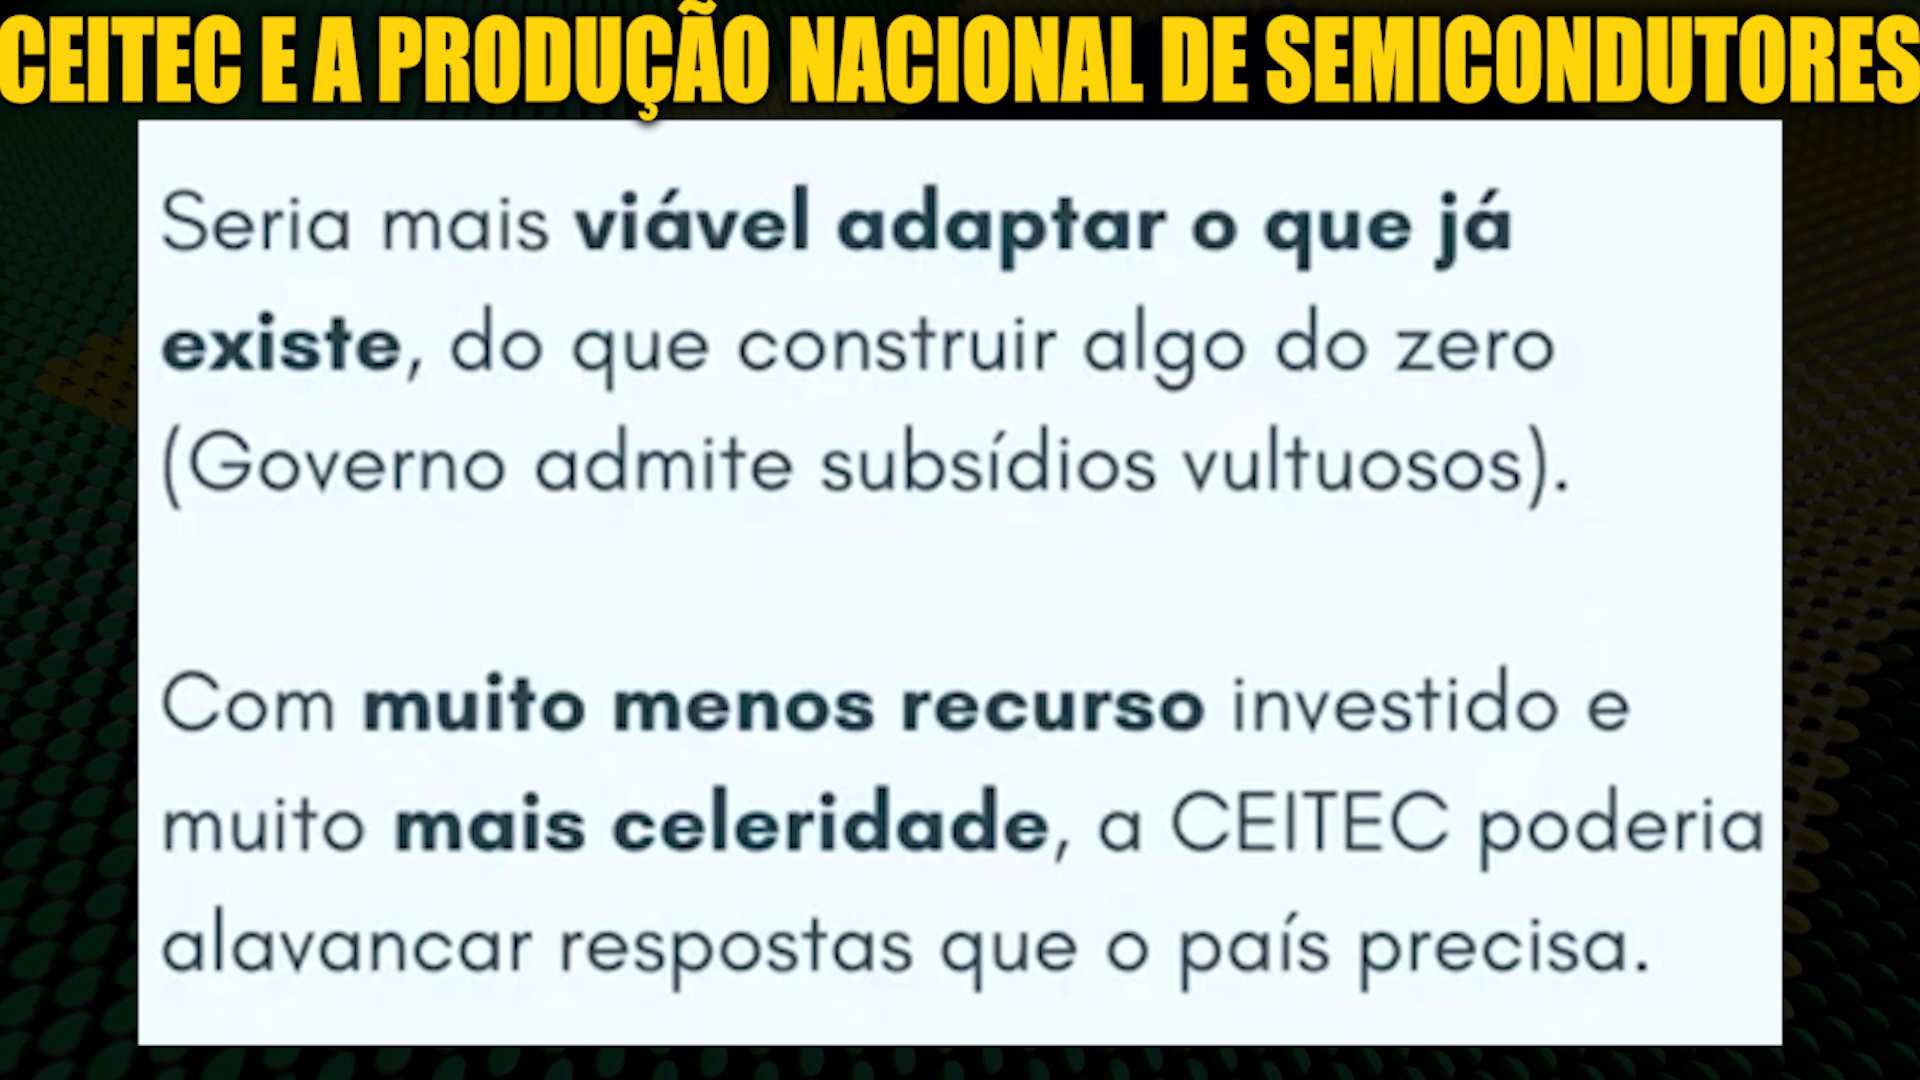 CEITEC E A PRODUÇÃO NACIONAL DE SEMICONDUTORES
Seria mais viável adaptar o que já
existe, do que construir algo do zero
(Governo admite subsídios vultuosos).
Com muito menos recurso investido e
muito mais celeridade, a CEITEC poderia
alavancar respostas que o país precisa.